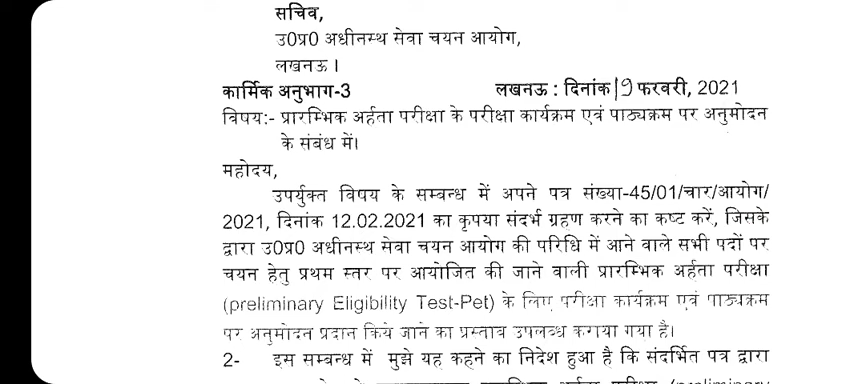 सचिव,
उ0प्र0 अधीनस्थ सेवा चयन आयोग,
लखनऊ।
कार्मिक अनुभाग-3 लखनऊ : दिनांक 19 फरवरी, 2021
विषय:- प्रारम्भिक अर्हता परीक्षा के परीक्षा कार्यक्रम एवं पाठ्यक्रम पर अनुमोदन
के संबंध में।
महोदय,
उपर्युक्त विषय के सम्बन्ध में अपने पत्र संख्या-45/01/चार/आयोग/
2021, दिनांक 12.02.2021 का कृपया संदर्भ ग्रहण करने का कष्ट करें, जिसके
द्वारा उ0प्र0 अधीनस्थ सेवा चयन आयोग की परिधि में आने वाले सभी पदों पर
चयन हेतु प्रथम स्तर पर आयोजित की जाने वाली प्रारम्भिक अर्हता परीक्षा
(preliminary Eligibility Test-Pet) के लिए परीक्षा कार्यक्रम एवं पाठ्यक्रम
पर अनुमोदन प्रदान किये जाने का प्रस्ताव उपलब्ध कराया गया है।
2- इस सम्बन्ध में मुझे यह कहने का निदेश हुआ है कि संदर्भित पत्र द्वारा